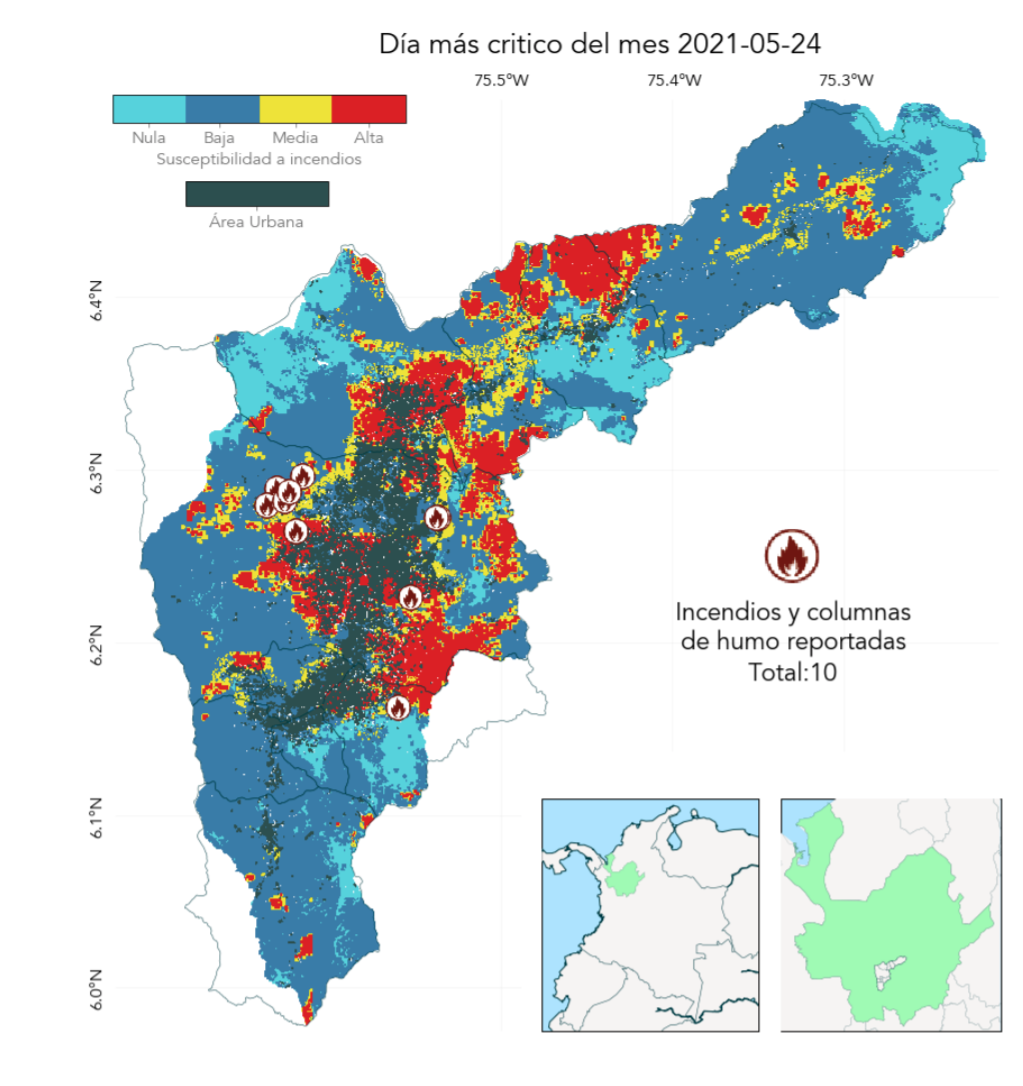 Día más critico del mes 2021-05-24
75.5°W
75.4°W
75.3°W
Nula
Baja
Media
Alta
Susceptibilidad a incendios
Área Urbana
6.4°N
6.3°N
6.2°N
6.1°N
6.0°N
Incendios y columnas
de humo reportadas
Total:10